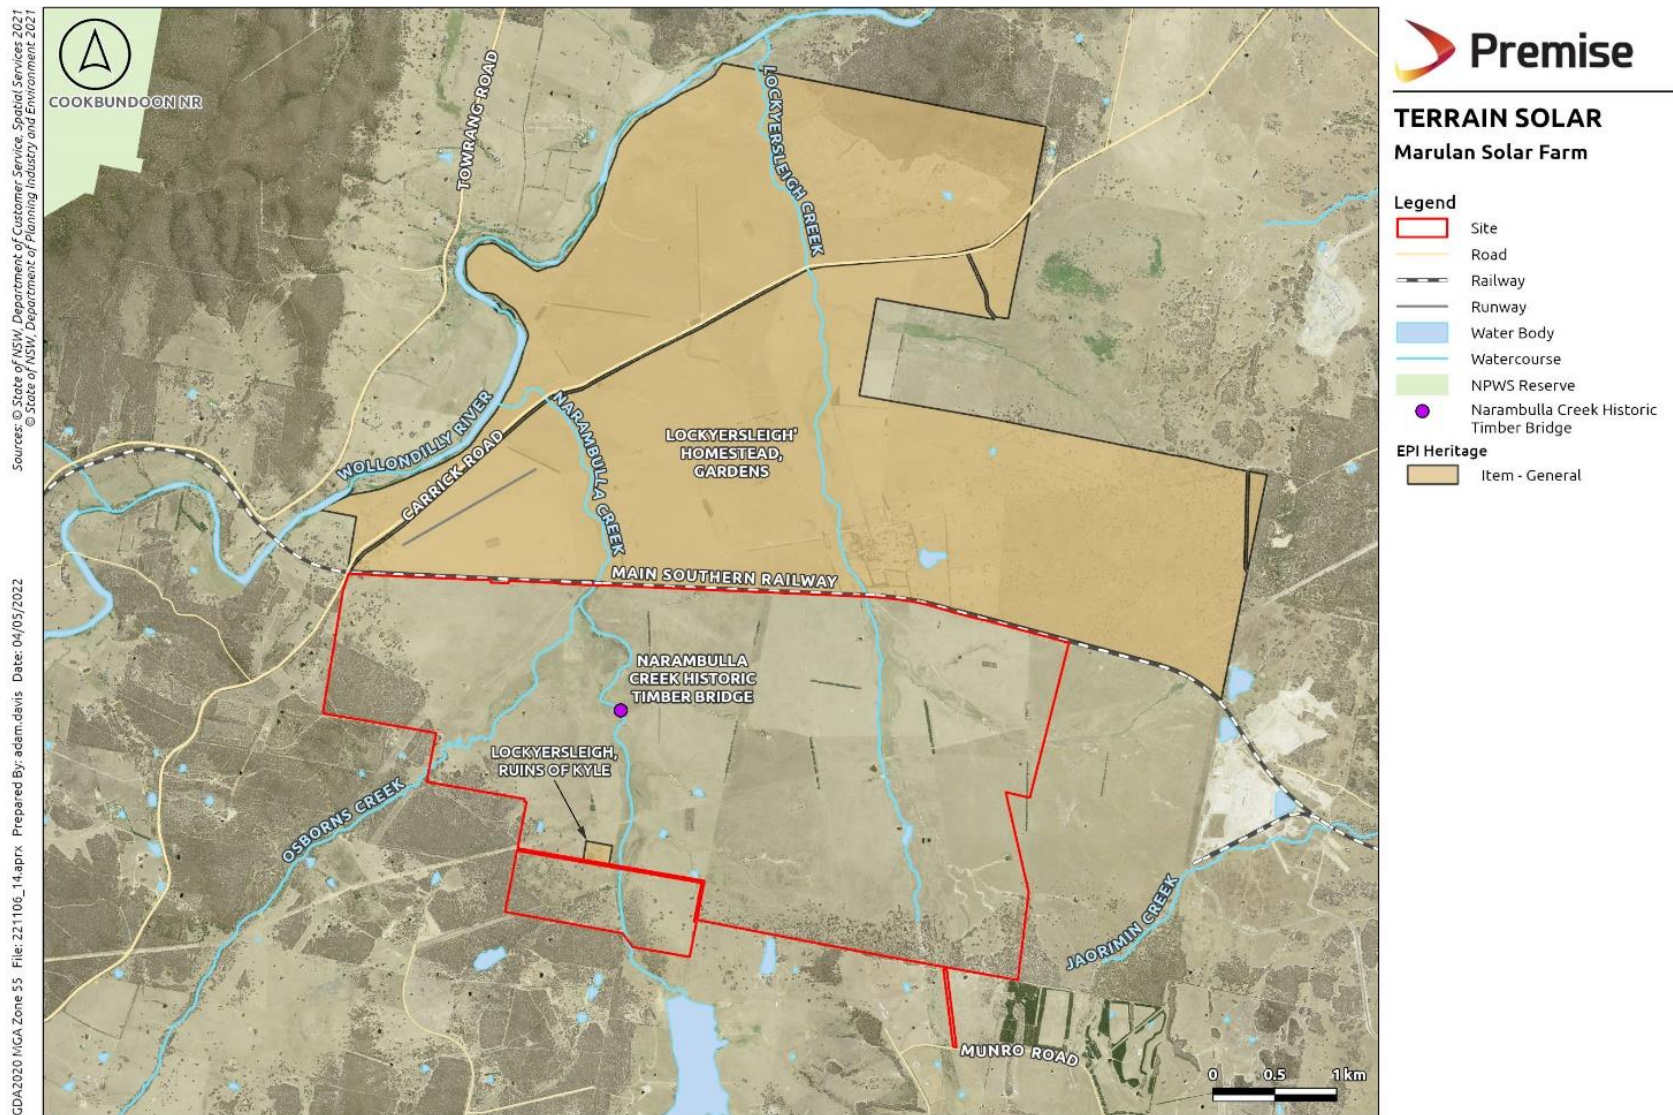 Sources: © State of NSW, Department of Customer Service, Spatial Services 2021
© State of NSW, Department of Planning Industry and Environment 2021
GDA2020 MGA Zone 55 File: 221106_14.aprx Prepared By: adam.davis Date: 04/05/2022
COOKBUNDOON NR
TOWRANG ROAD
LOCKYERSLEIGH CREEK
WOLLONDILLY RIVER
CARRICK ROAD
NARAMBULLA CREEK
LOCKYERSLEIGH'
HOMESTEAD,
GARDENS
MAIN SOUTHERN RAILWAY
NARAMBULLA
CREEK HISTORIC
TIMBER BRIDGE
LOCKYERSLEIGH,
RUINS OF KYLE
OSBORNS CREEK
JAORIMIN CREEK
MUNRO ROAD
0 0.5 1 km
Premise
TERRAIN SOLAR
Marulan Solar Farm
Legend
Site
Road
Railway
Runway
Water Body
Watercourse
NPWS Reserve
Narambulla Creek Historic
Timber Bridge
EPI Heritage
Item - General